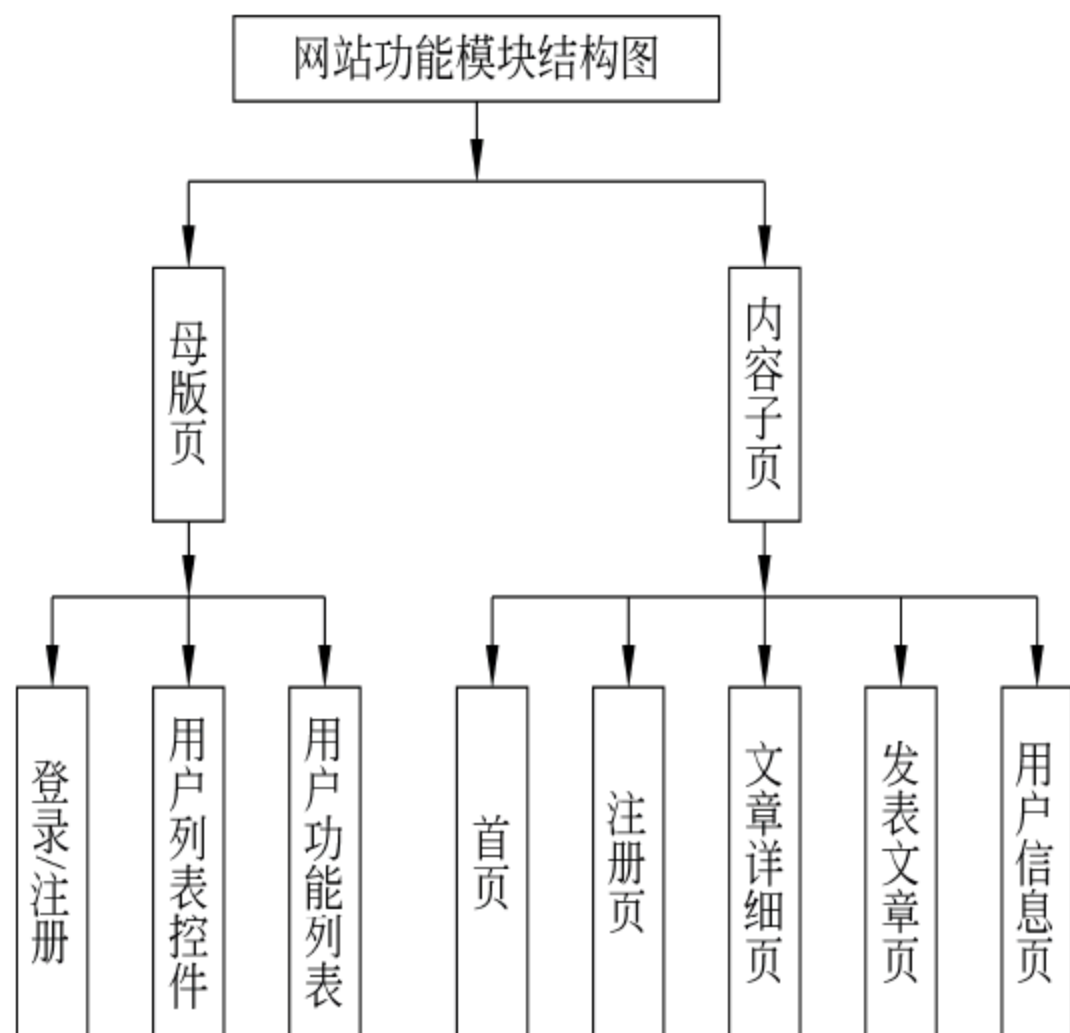 网站功能模块结构图
母版页
内容子页
登录/注册
用户列表控件
用户功能列表
首页
注册页
文章详细页
发表文章页
用户信息页